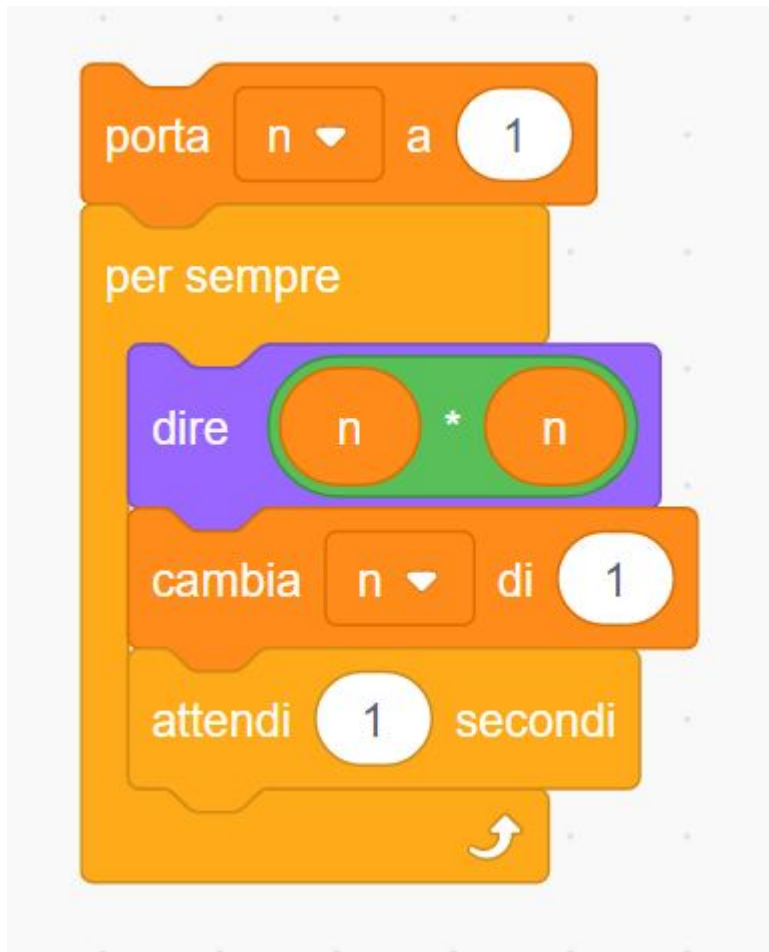 porta n a 1
per sempre
dire n * n
cambia n di 1
attendi 1 secondi